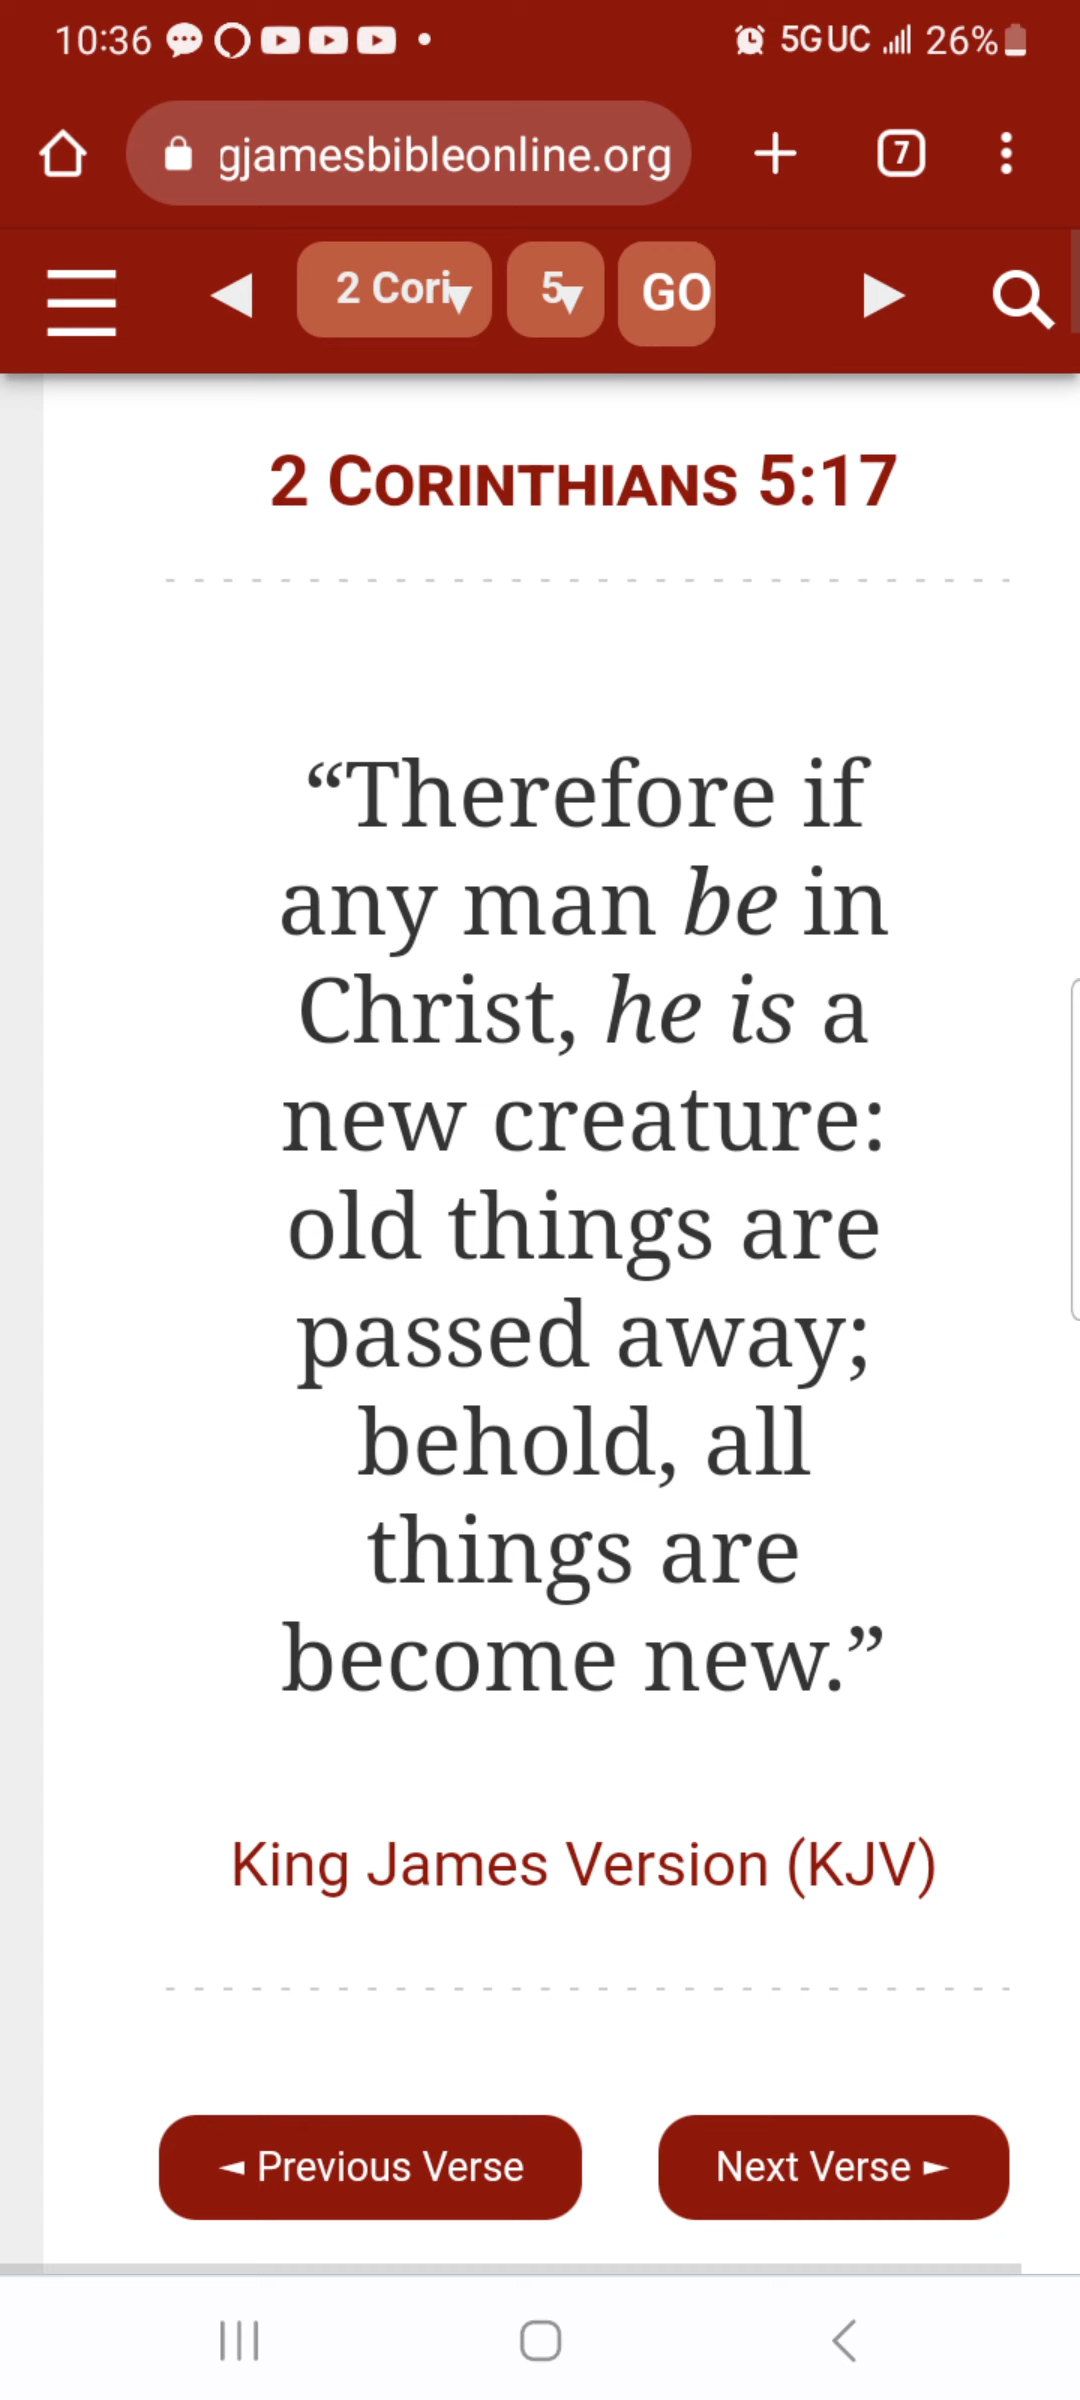 10:36 5G UC 26%
gjamesbibleonline.org 7
2 Cori 5 GO
2 CORINTHIANS 5:17
“Therefore if
any man be in
Christ, he is a
new creature:
old things are
passed away;
behold, all
things are
become new.”
King James Version (KJV)
◄ Previous Verse Next Verse ►